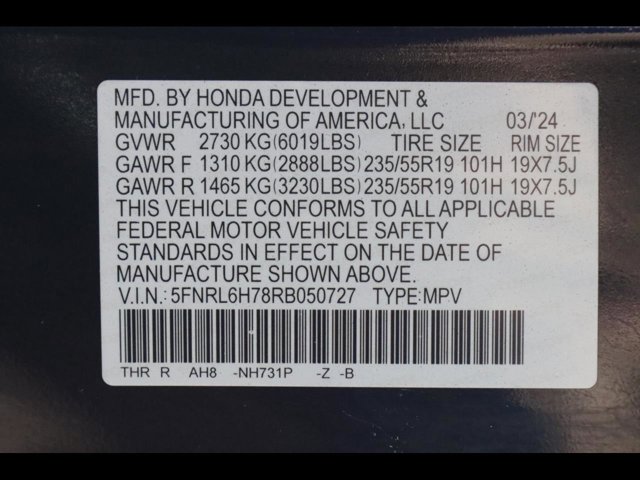 MFD. BY HONDA DEVELOPMENT &
MANUFACTURING OF AMERICA, LLC 03/'24
GVWR 2730 KG(6019LBS) TIRE SIZE RIM SIZE
GAWR F 1310 KG(2888LBS) 235/55R19 101H 19X7.5J
GAWR R 1465 KG(3230LBS) 235/55R19 101H 19X7.5J
THIS VEHICLE CONFORMS TO ALL APPLICABLE
FEDERAL MOTOR VEHICLE SAFETY
STANDARDS IN EFFECT ON THE DATE OF
MANUFACTURE SHOWN ABOVE.
V.I.N.: 5FNRL6H78RB050727 TYPE:MPV
THR R AH8 -NH731P -Z -B